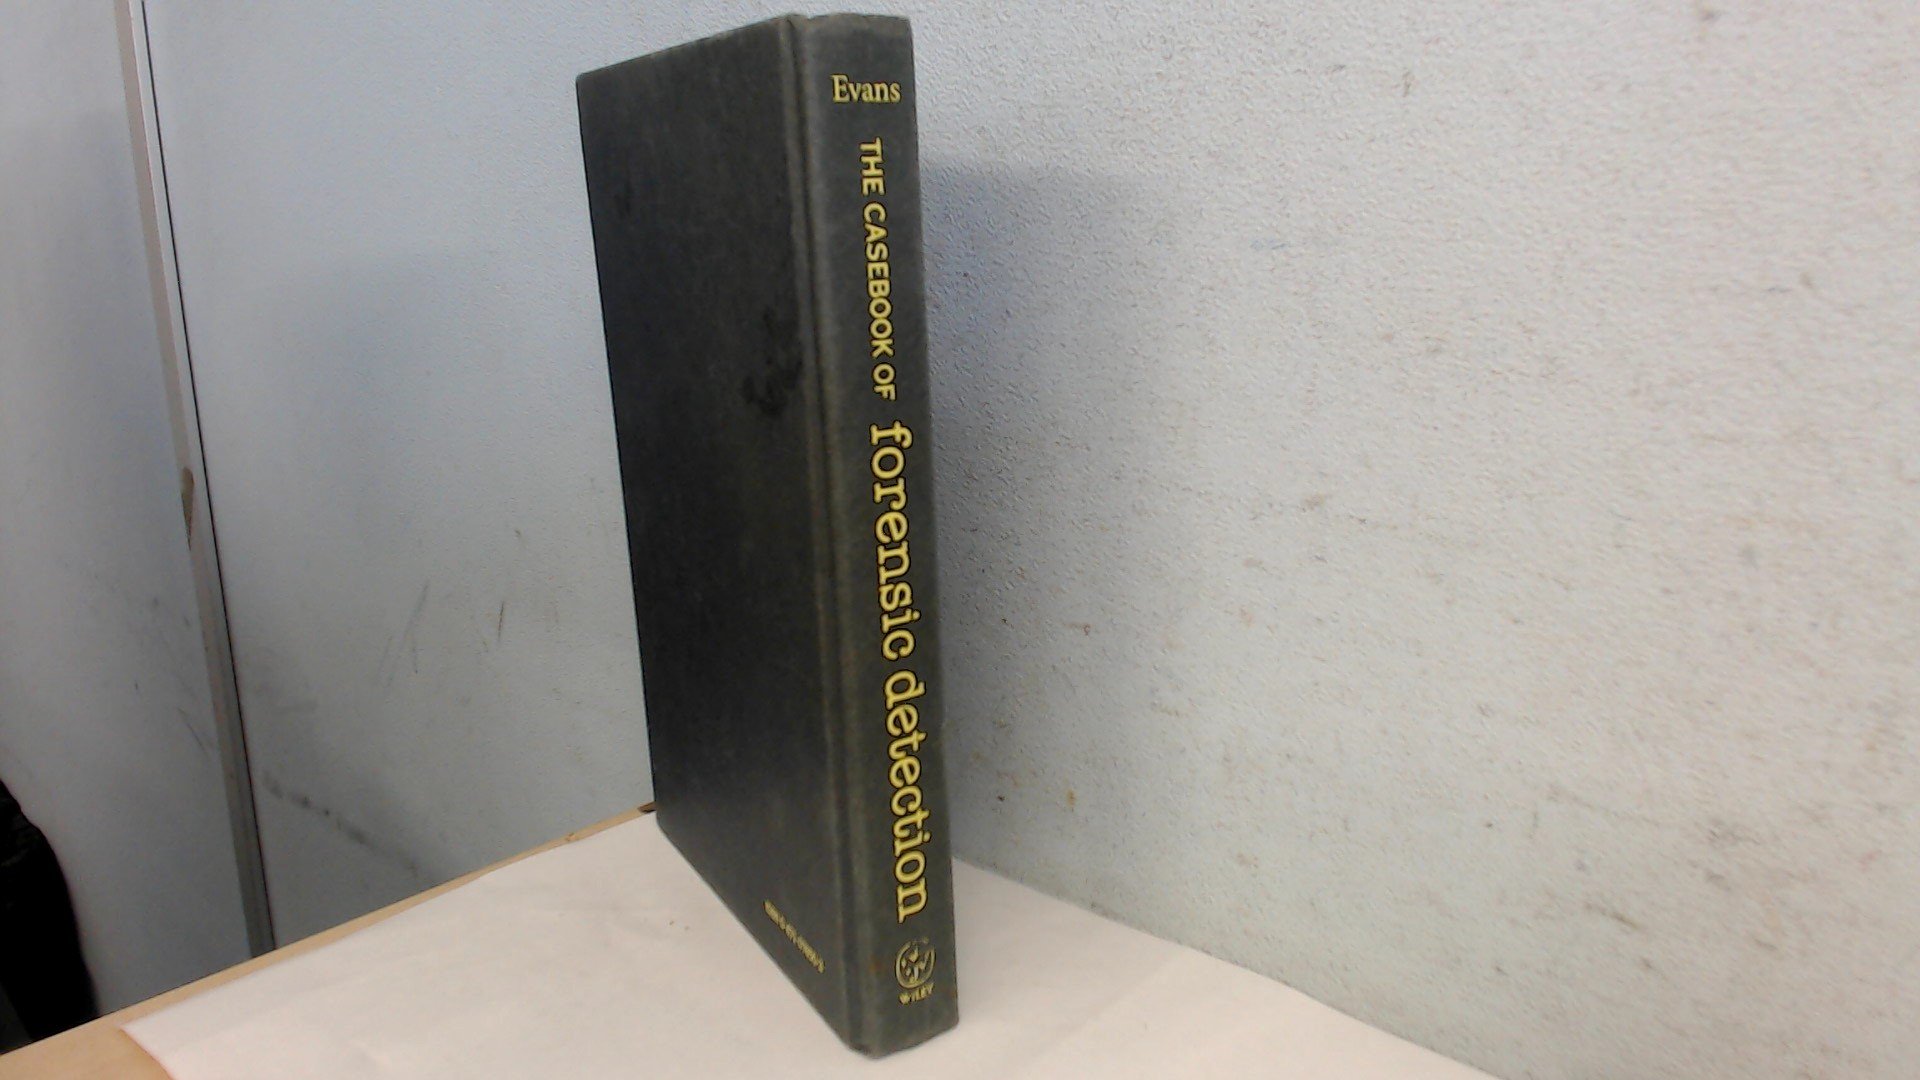 Evans
THE CASEBOOK OF forensic detection
WILEY